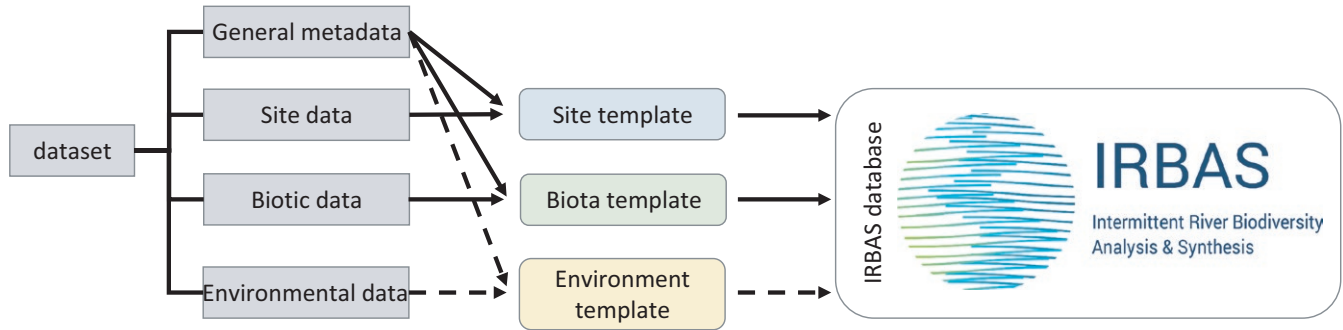 General metadata
Site data
dataset
Biotic data
Environmental data
Site template
Biota template
Environment
template
IRBAS database
IRBAS
Intermittent River Biodiversity
Analysis & Synthesis